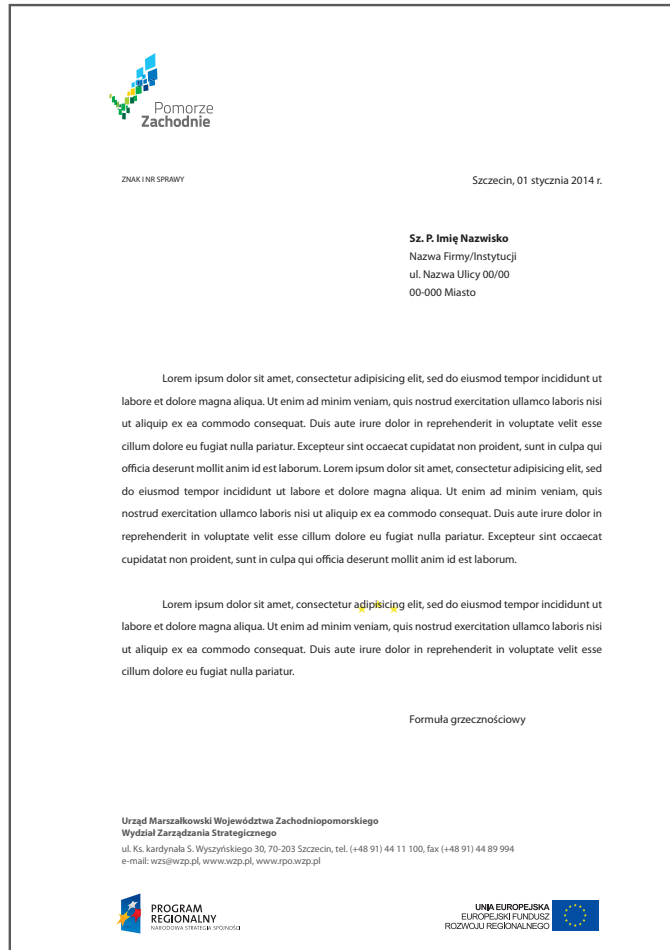 Pomorze
Zachodnie
ZNAK I NR SPRAWY
Szczecin, 01 stycznia 2014 r.
Sz. P. Imię Nazwisko
Nazwa Firmy/Instytucji
ul. Nazwa Ulicy 00/00
00-000 Miasto
Lorem ipsum dolor sit amet, consectetur adipisicing elit, sed do eiusmod tempor incididunt ut
labore et dolore magna aliqua. Ut enim ad minim veniam, quis nostrud exercitation ullamco laboris nisi
ut aliquip ex ea commodo consequat. Duis aute irure dolor in reprehenderit in voluptate velit esse
cillum dolore eu fugiat nulla pariatur. Excepteur sint occaecat cupidatat non proident, sunt in culpa qui
officia deserunt mollit anim id est laborum. Lorem ipsum dolor sit amet, consectetur adipisicing elit, sed
do eiusmod tempor incididunt ut labore et dolore magna aliqua. Ut enim ad minim veniam, quis
nostrud exercitation ullamco laboris nisi ut aliquip ex ea commodo consequat. Duis aute irure dolor in
reprehenderit in voluptate velit esse cillum dolore eu fugiat nulla pariatur. Excepteur sint occaecat
cupidatat non proident, sunt in culpa qui officia deserunt mollit anim id est laborum.
Lorem ipsum dolor sit amet, consectetur adipisicing elit, sed do eiusmod tempor incididunt ut
labore et dolore magna aliqua. Ut enim ad minim veniam, quis nostrud exercitation ullamco laboris nisi
ut aliquip ex ea commodo consequat. Duis aute irure dolor in reprehenderit in voluptate velit esse
cillum dolore eu fugiat nulla pariatur.
Formuła grzecznościowy
Urząd Marszałkowski Województwa Zachodniopomorskiego
Wydział Zarządzania Strategicznego
ul. Ks. kardynała S. Wyszyńskiego 30, 70-203 Szczecin, tel. (+48 91) 44 11 100, fax (+48 91) 44 89 994
e-mail: wzs@wzp.pl, www.wzp.pl, www.rpo.wzp.pl
PROGRAM
REGIONALNY
NARODOWA STRATEGIA SPÓJNOŚCI
UNIA EUROPEJSKA
EUROPEJSKI FUNDUSZ
ROZWOJU REGIONALNEGO